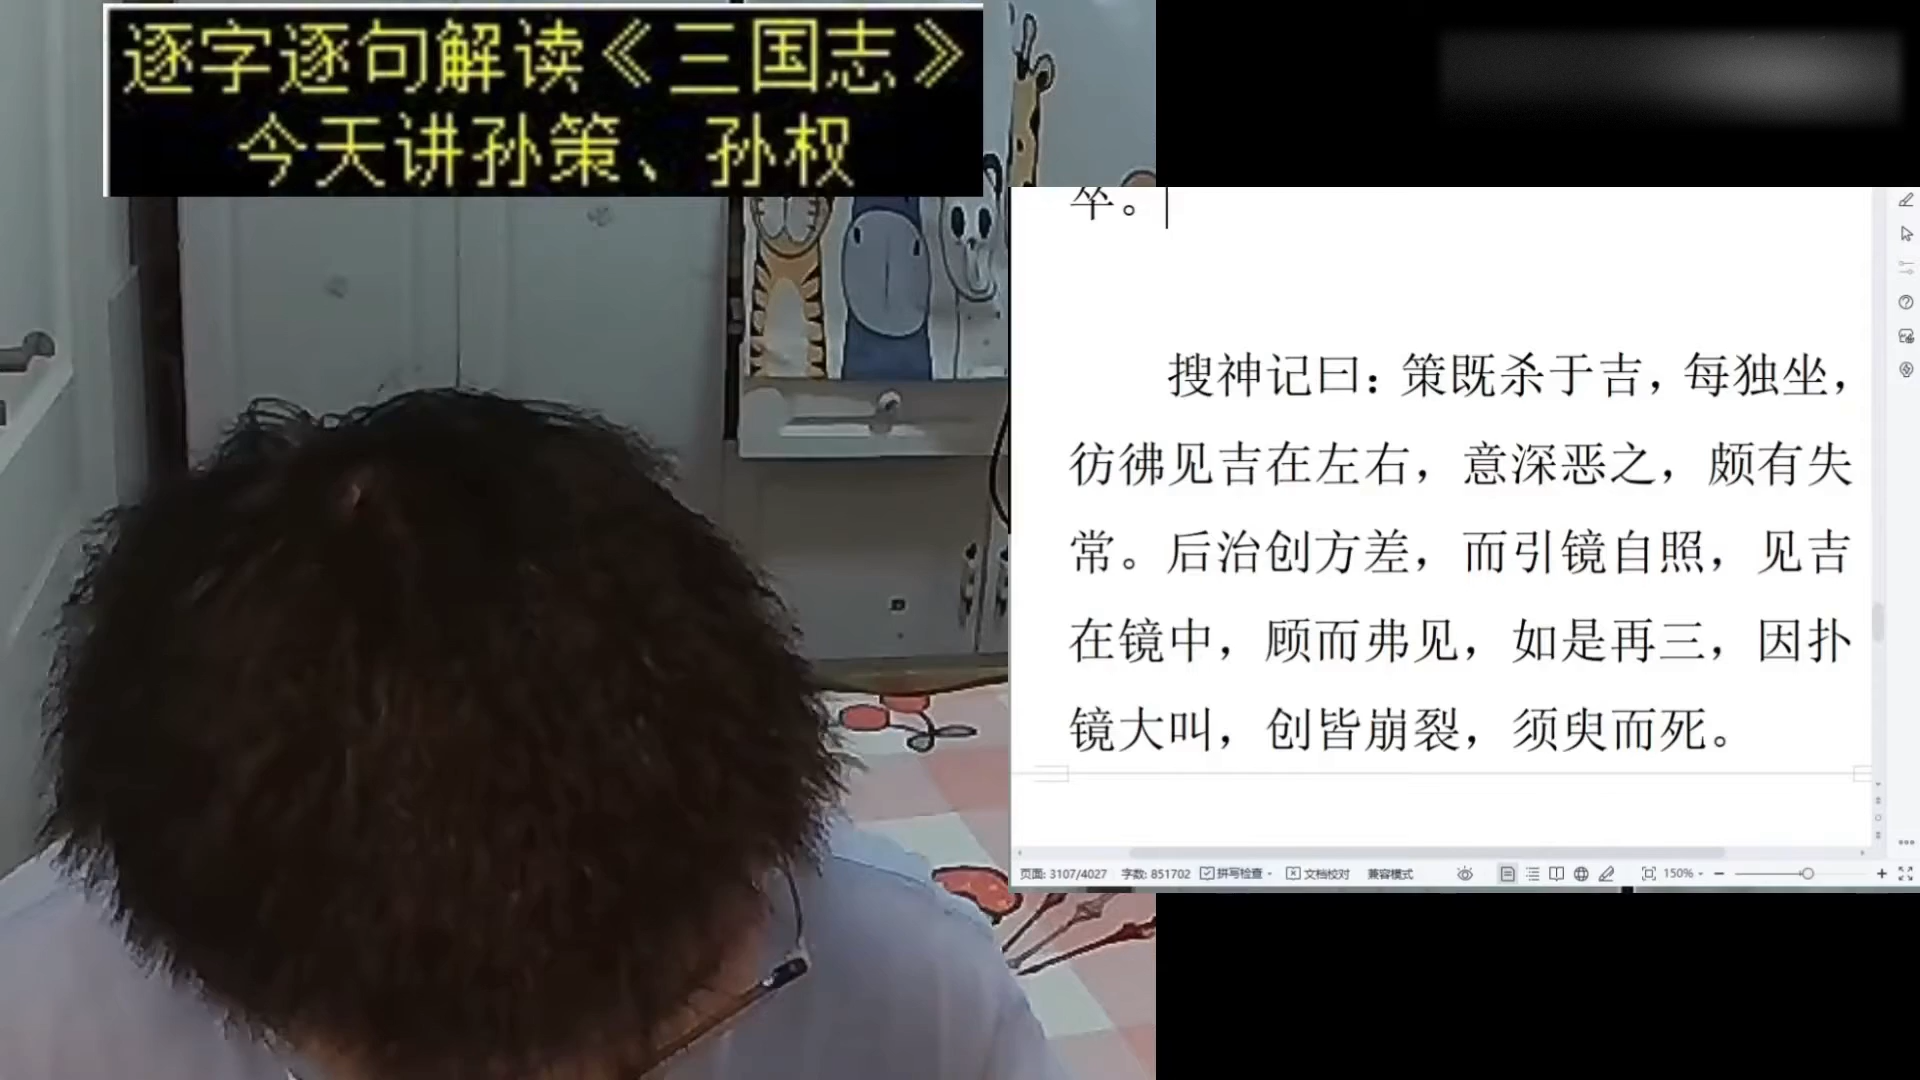 逐字逐句解读《三国志》
今天讲孙策、孙权
卒。
搜神记曰：策既杀于吉，每独坐，
彷彿见吉在左右，意深恶之，颇有失
常。后治创方差，而引镜自照，见吉
在镜中，顾而弗见，如是再三，因扑
镜大叫，创皆崩裂，须臾而死。
页面: 3107/4027 字数: 851702 拼写检查 文档校对 兼容模式 150%